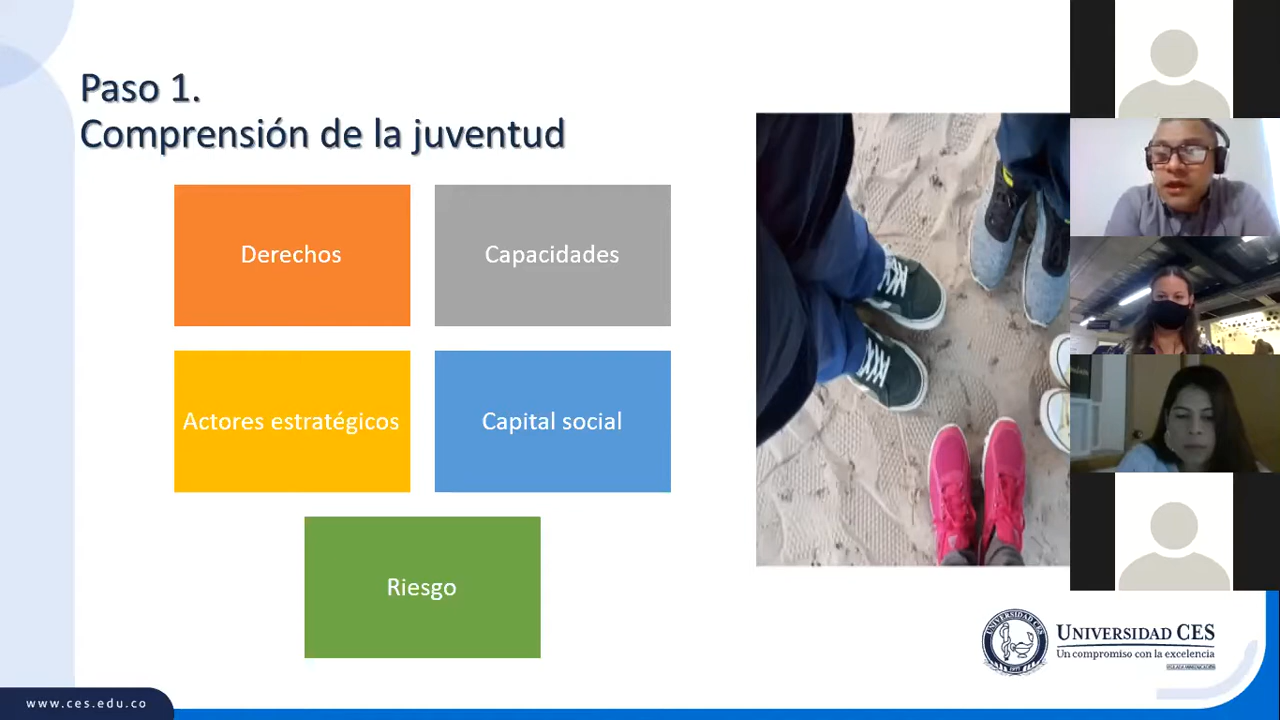 Paso 1.
Comprensión de la juventud
Derechos
Capacidades
Actores estratégicos
Capital social
Riesgo
UNIVERSIDAD CES
Un compromiso con la excelencia
www.ces.edu.co